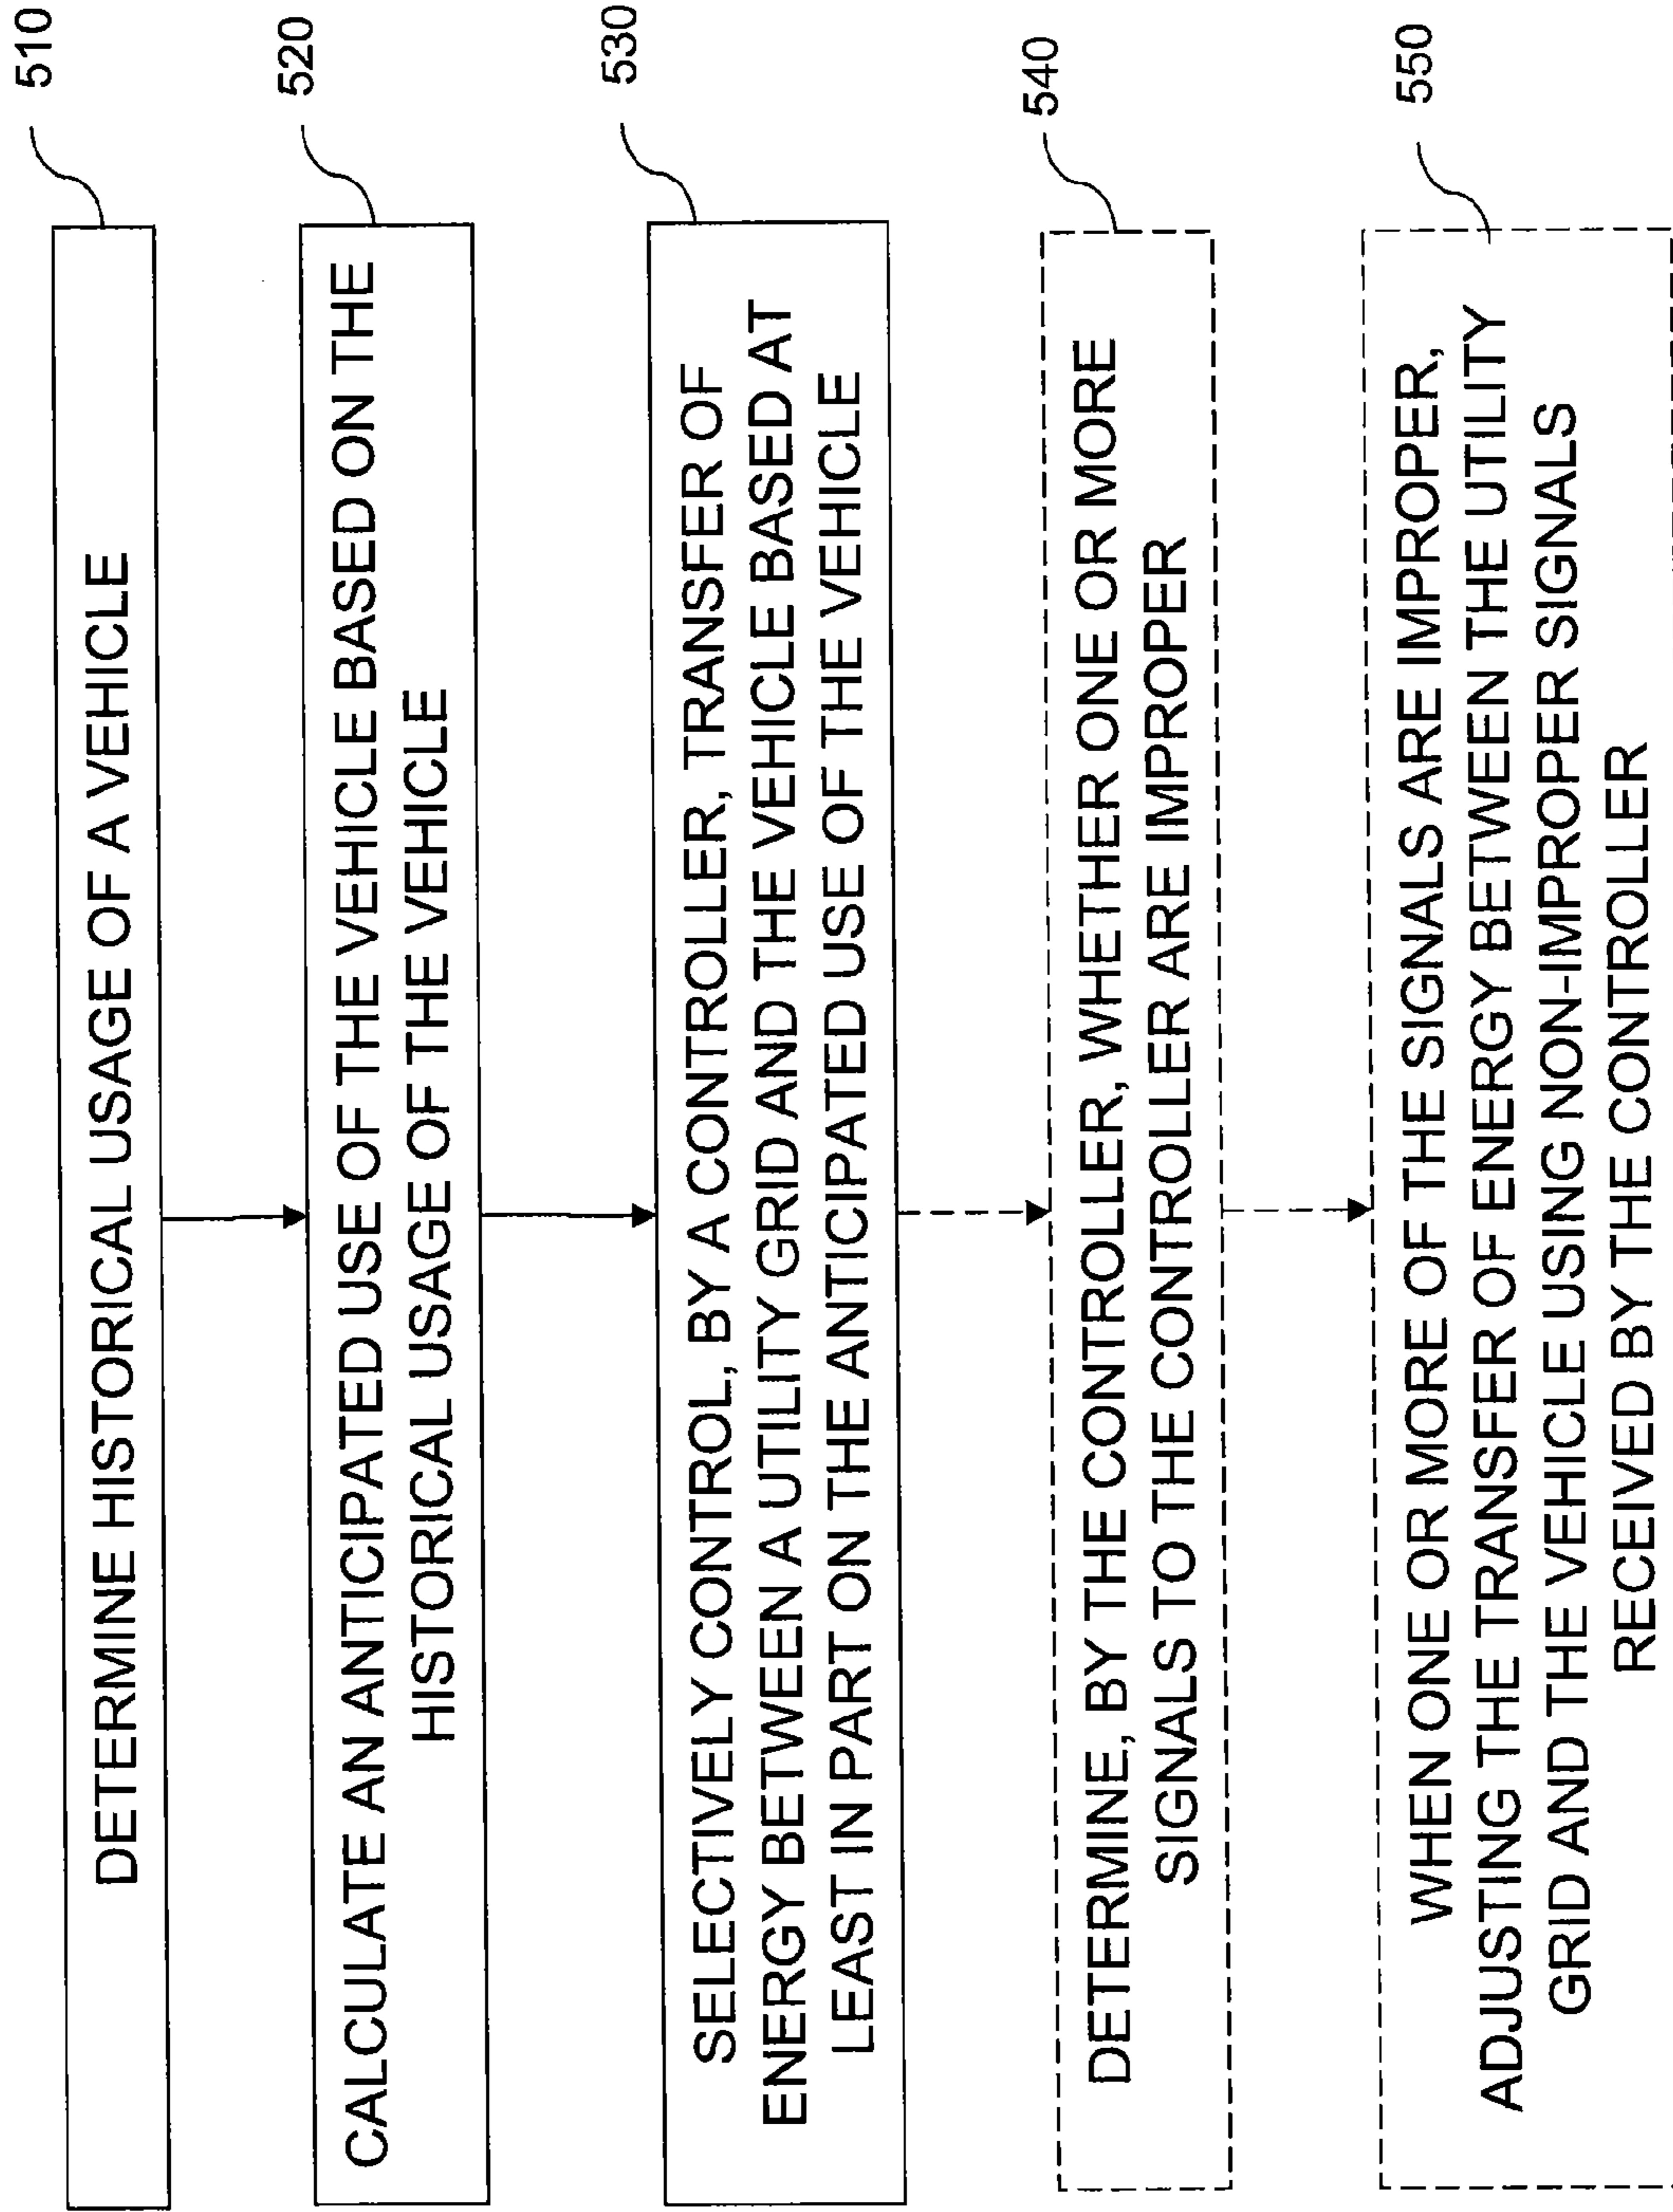 510
DETERMINE HISTORICAL USAGE OF A VEHICLE
520
CALCULATE AN ANTICIPATED USE OF THE VEHICLE BASED ON THE
HISTORICAL USAGE OF THE VEHICLE
530
SELECTIVELY CONTROL, BY A CONTROLLER, TRANSFER OF
ENERGY BETWEEN A UTILITY GRID AND THE VEHICLE BASED AT
LEAST IN PART ON THE ANTICIPATED USE OF THE VEHICLE
540
DETERMINE, BY THE CONTROLLER, WHETHER ONE OR MORE
SIGNALS TO THE CONTROLLER ARE IMPROPER
550
WHEN ONE OR MORE OF THE SIGNALS ARE IMPROPER,
ADJUSTING THE TRANSFER OF ENERGY BETWEEN THE UTILITY
GRID AND THE VEHICLE USING NON-IMPROPER SIGNALS
RECEIVED BY THE CONTROLLER